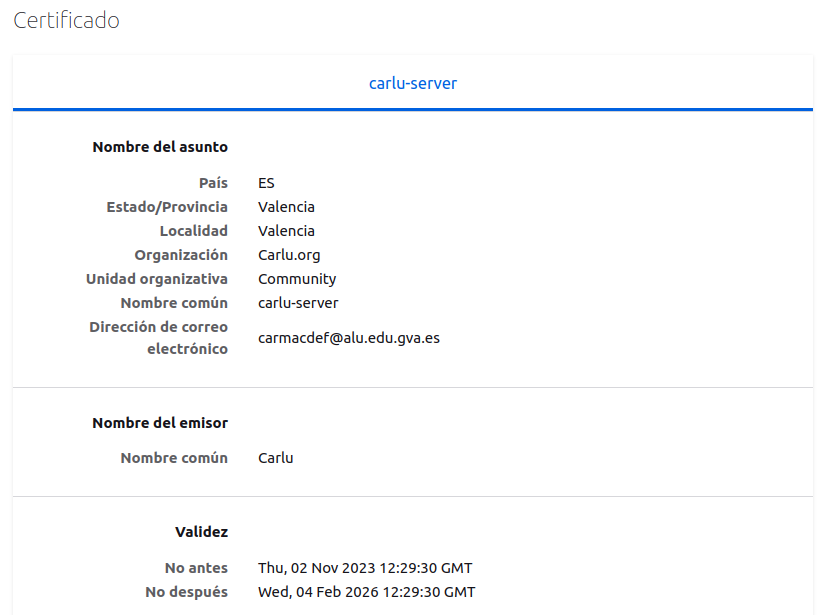 Certificado
carlu-server
Nombre del asunto
País ES
Estado/Provincia Valencia
Localidad Valencia
Organización Carlu.org
Unidad organizativa Community
Nombre común carlu-server
Dirección de correo
electrónico carmacdef@alu.edu.gva.es
Nombre del emisor
Nombre común Carlu
Validez
No antes Thu, 02 Nov 2023 12:29:30 GMT
No después Wed, 04 Feb 2026 12:29:30 GMT